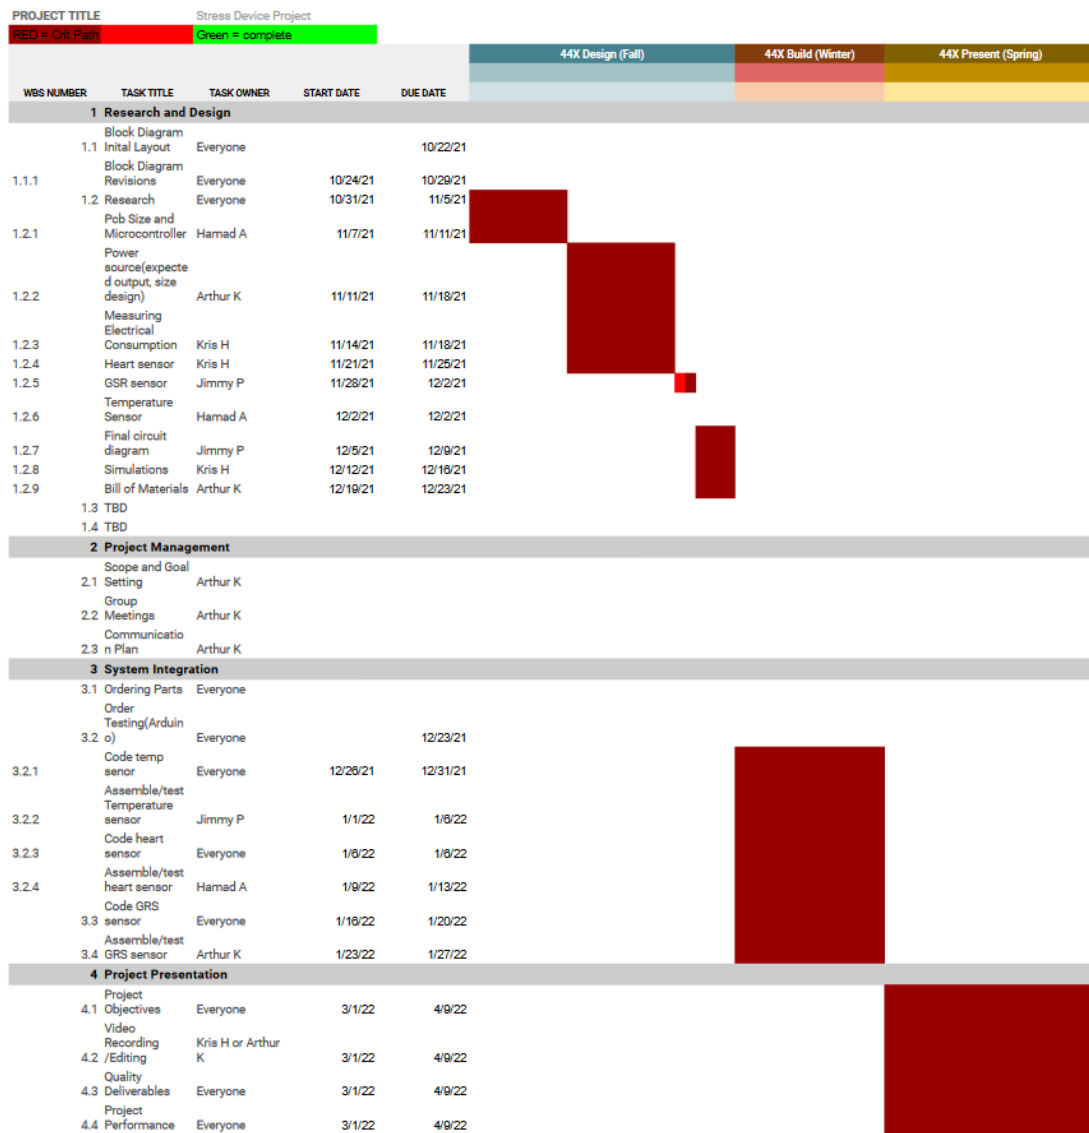 PROJECT TITLE Stress Device Project
RED = Crit Path Green = complete
44X Design (Fall) 44X Build (Winter) 44X Present (Spring)
WBS NUMBER TASK TITLE TASK OWNER START DATE DUE DATE
1 Research and Design
Block Diagram
1.1 Inital Layout Everyone 10/22/21
Block Diagram
1.1.1 Revisions Everyone 10/24/21 10/29/21
1.2 Research Everyone 10/31/21 11/5/21
Pcb Size and
1.2.1 Microcontroller Hamad A 11/7/21 11/11/21
Power
source(expecte
d output, size
1.2.2 design) Arthur K 11/11/21 11/18/21
Measuring
Electrical
1.2.3 Consumption Kris H 11/14/21 11/18/21
1.2.4 Heart sensor Kris H 11/21/21 11/25/21
1.2.5 GSR sensor Jimmy P 11/28/21 12/2/21
Temperature
1.2.6 Sensor Hamad A 12/2/21 12/2/21
Final circuit
1.2.7 diagram Jimmy P 12/5/21 12/9/21
1.2.8 Simulations Kris H 12/12/21 12/16/21
1.2.9 Bill of Materials Arthur K 12/19/21 12/23/21
1.3 TBD
1.4 TBD
2 Project Management
Scope and Goal
2.1 Setting Arthur K
Group
2.2 Meetings Arthur K
Communicatio
2.3 n Plan Arthur K
3 System Integration
3.1 Ordering Parts Everyone
Order
Testing(Arduin
3.2 o) Everyone 12/23/21
Code temp
3.2.1 senor Everyone 12/26/21 12/31/21
Assemble/test
Temperature
3.2.2 sensor Jimmy P 1/1/22 1/6/22
Code heart
3.2.3 sensor Everyone 1/6/22 1/6/22
Assemble/test
3.2.4 heart sensor Hamad A 1/9/22 1/13/22
Code GRS
3.3 sensor Everyone 1/16/22 1/20/22
Assemble/test
3.4 GRS sensor Arthur K 1/23/22 1/27/22
4 Project Presentation
Project
4.1 Objectives Everyone 3/1/22 4/9/22
Video
Recording Kris H or Arthur
4.2 /Editing K 3/1/22 4/9/22
Quality
4.3 Deliverables Everyone 3/1/22 4/9/22
Project
4.4 Performance Everyone 3/1/22 4/9/22